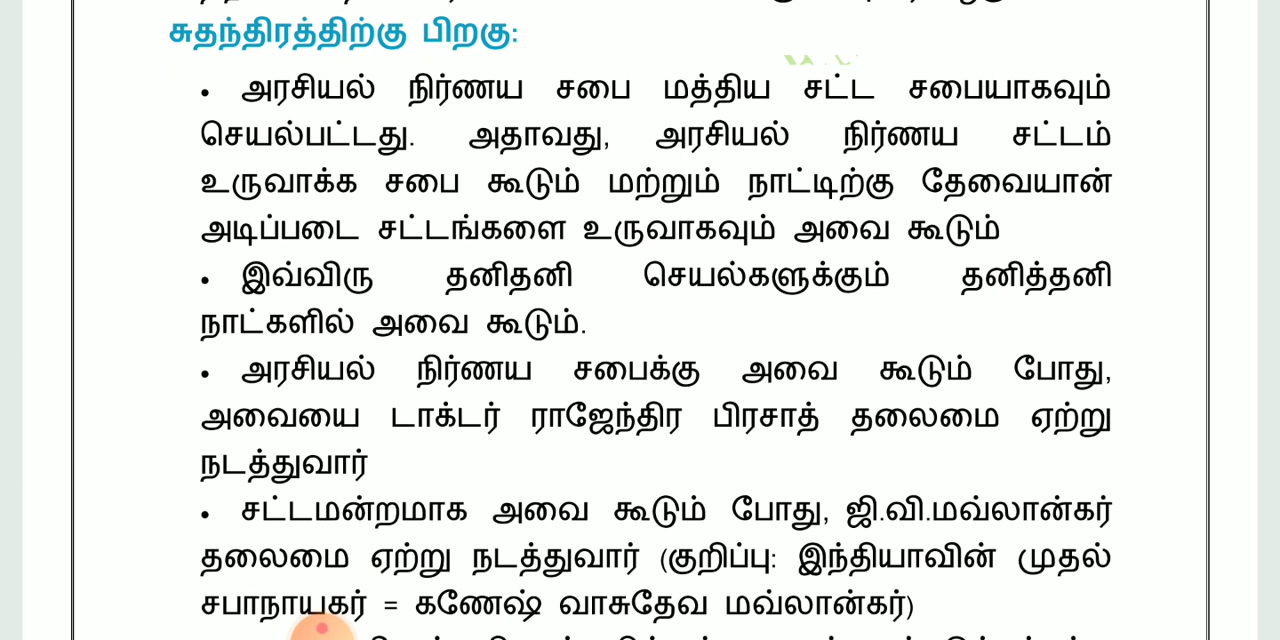 சுதந்திரத்திற்கு பிறகு:
• அரசியல் நிர்ணய சபை மத்திய சட்ட சபையாகவும்
செயல்பட்டது. அதாவது, அரசியல் நிர்ணய சட்டம்
உருவாக்க சபை கூடும் மற்றும் நாட்டிற்கு தேவையான்
அடிப்படை சட்டங்களை உருவாகவும் அவை கூடும்
• இவ்விரு தனிதனி செயல்களுக்கும் தனித்தனி
நாட்களில் அவை கூடும்.
• அரசியல் நிர்ணய சபைக்கு அவை கூடும் போது,
அவையை டாக்டர் ராஜேந்திர பிரசாத் தலைமை ஏற்று
நடத்துவார்
• சட்டமன்றமாக அவை கூடும் போது, ஜி.வி.மவ்லான்கர்
தலைமை ஏற்று நடத்துவார் (குறிப்பு: இந்தியாவின் முதல்
சபாநாயகர் = கணேஷ் வாசுதேவ மவ்லான்கர்)